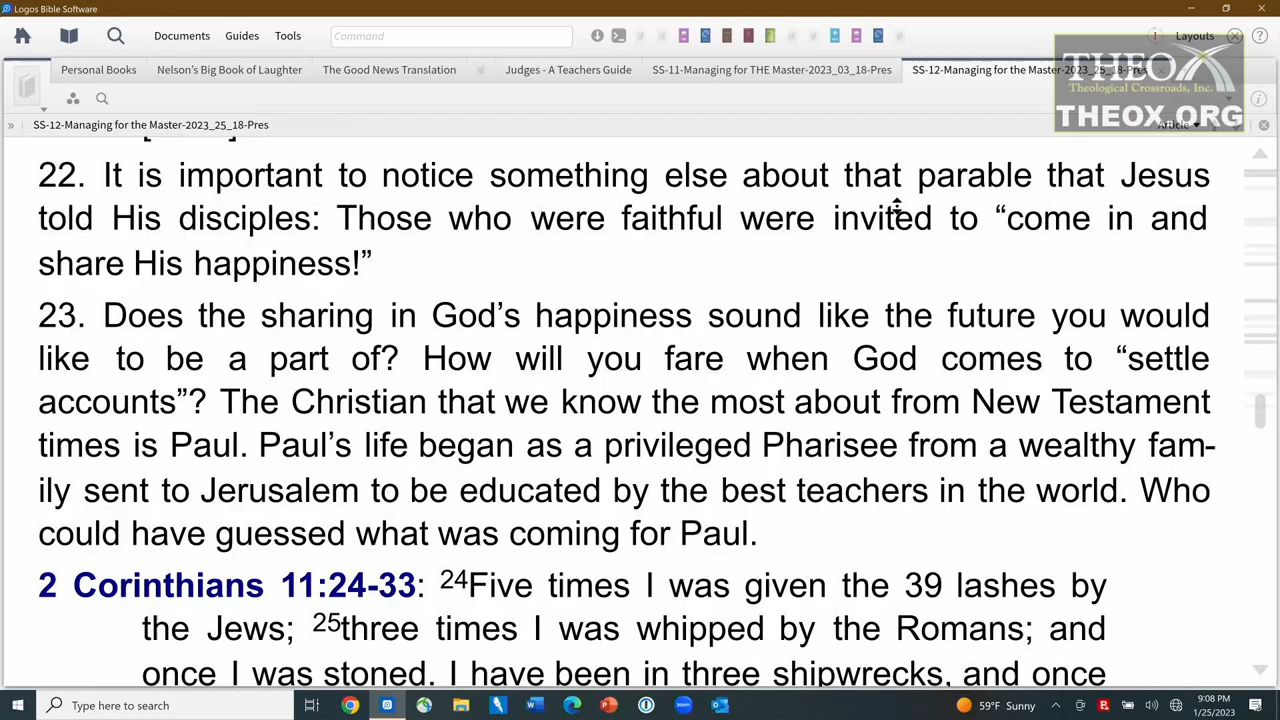 Logos Bible Software
Documents Guides Tools Command Layouts
Personal Books Nelson's Big Book of Laughter The Go Judges - A Teachers Guide SS-11-Managing for THE Master-2023_03_18-pres SS-12-Managing for the Master-2023_25_18-Pres
THEOX
Theological Crossroads, Inc.
THEOX.ORG
SS-12-Managing for the Master-2023_25_18-Pres Article
22. It is important to notice something else about that parable that Jesus
told His disciples: Those who were faithful were invited to “come in and
share His happiness!”
23. Does the sharing in God’s happiness sound like the future you would
like to be a part of? How will you fare when God comes to “settle
accounts”? The Christian that we know the most about from New Testament
times is Paul. Paul’s life began as a privileged Pharisee from a wealthy fam-
ily sent to Jerusalem to be educated by the best teachers in the world. Who
could have guessed what was coming for Paul.
2 Corinthians 11:24-33: 24Five times I was given the 39 lashes by
the Jews; 25three times I was whipped by the Romans; and
once I was stoned. I have been in three shipwrecks, and once
Type here to search
59°F Sunny
9:08 PM
1/25/2023